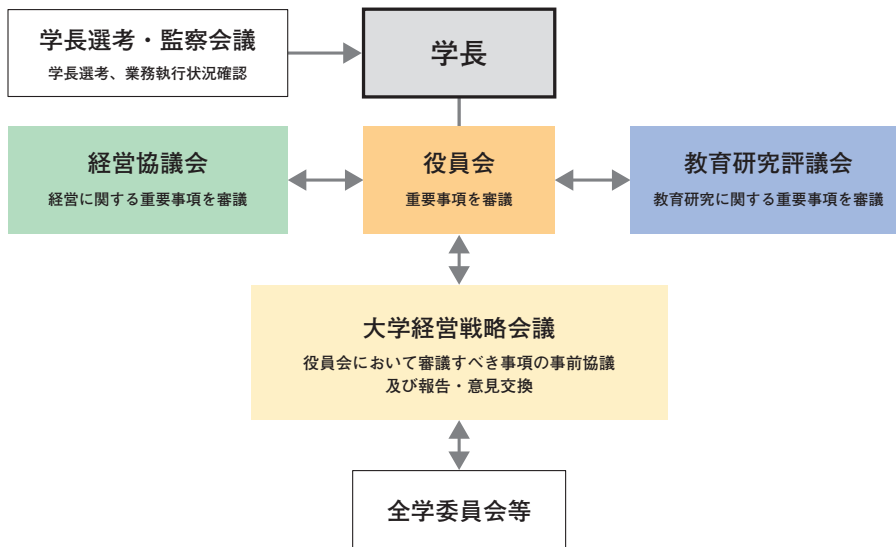 学長選考・監察会議
学長選考、業務執行状況確認
学長
経営協議会
経営に関する重要事項を審議
役員会
重要事項を審議
教育研究評議会
教育研究に関する重要事項を審議
大学経営戦略会議
役員会において審議すべき事項の事前協議
及び報告・意見交換
全学委員会等